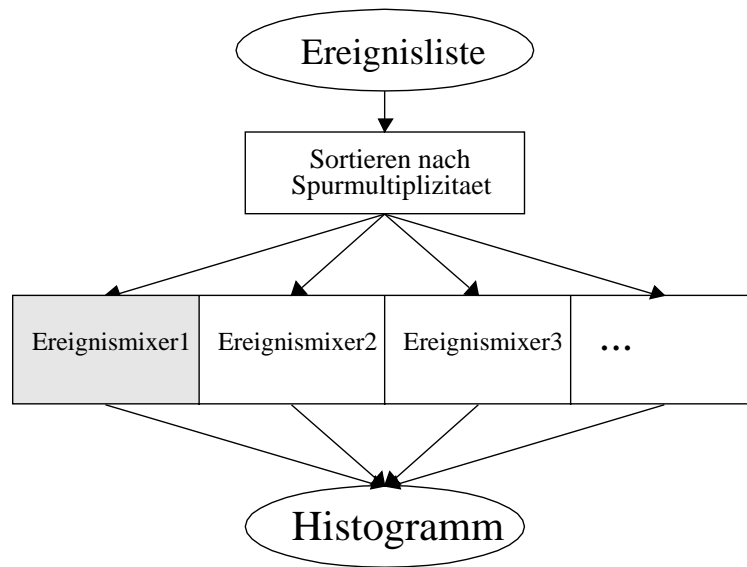 Ereignisliste
Sortieren nach
Spurmultiplizitaet
Ereignismixer1
Ereignismixer2
Ereignismixer3
...
Histogramm